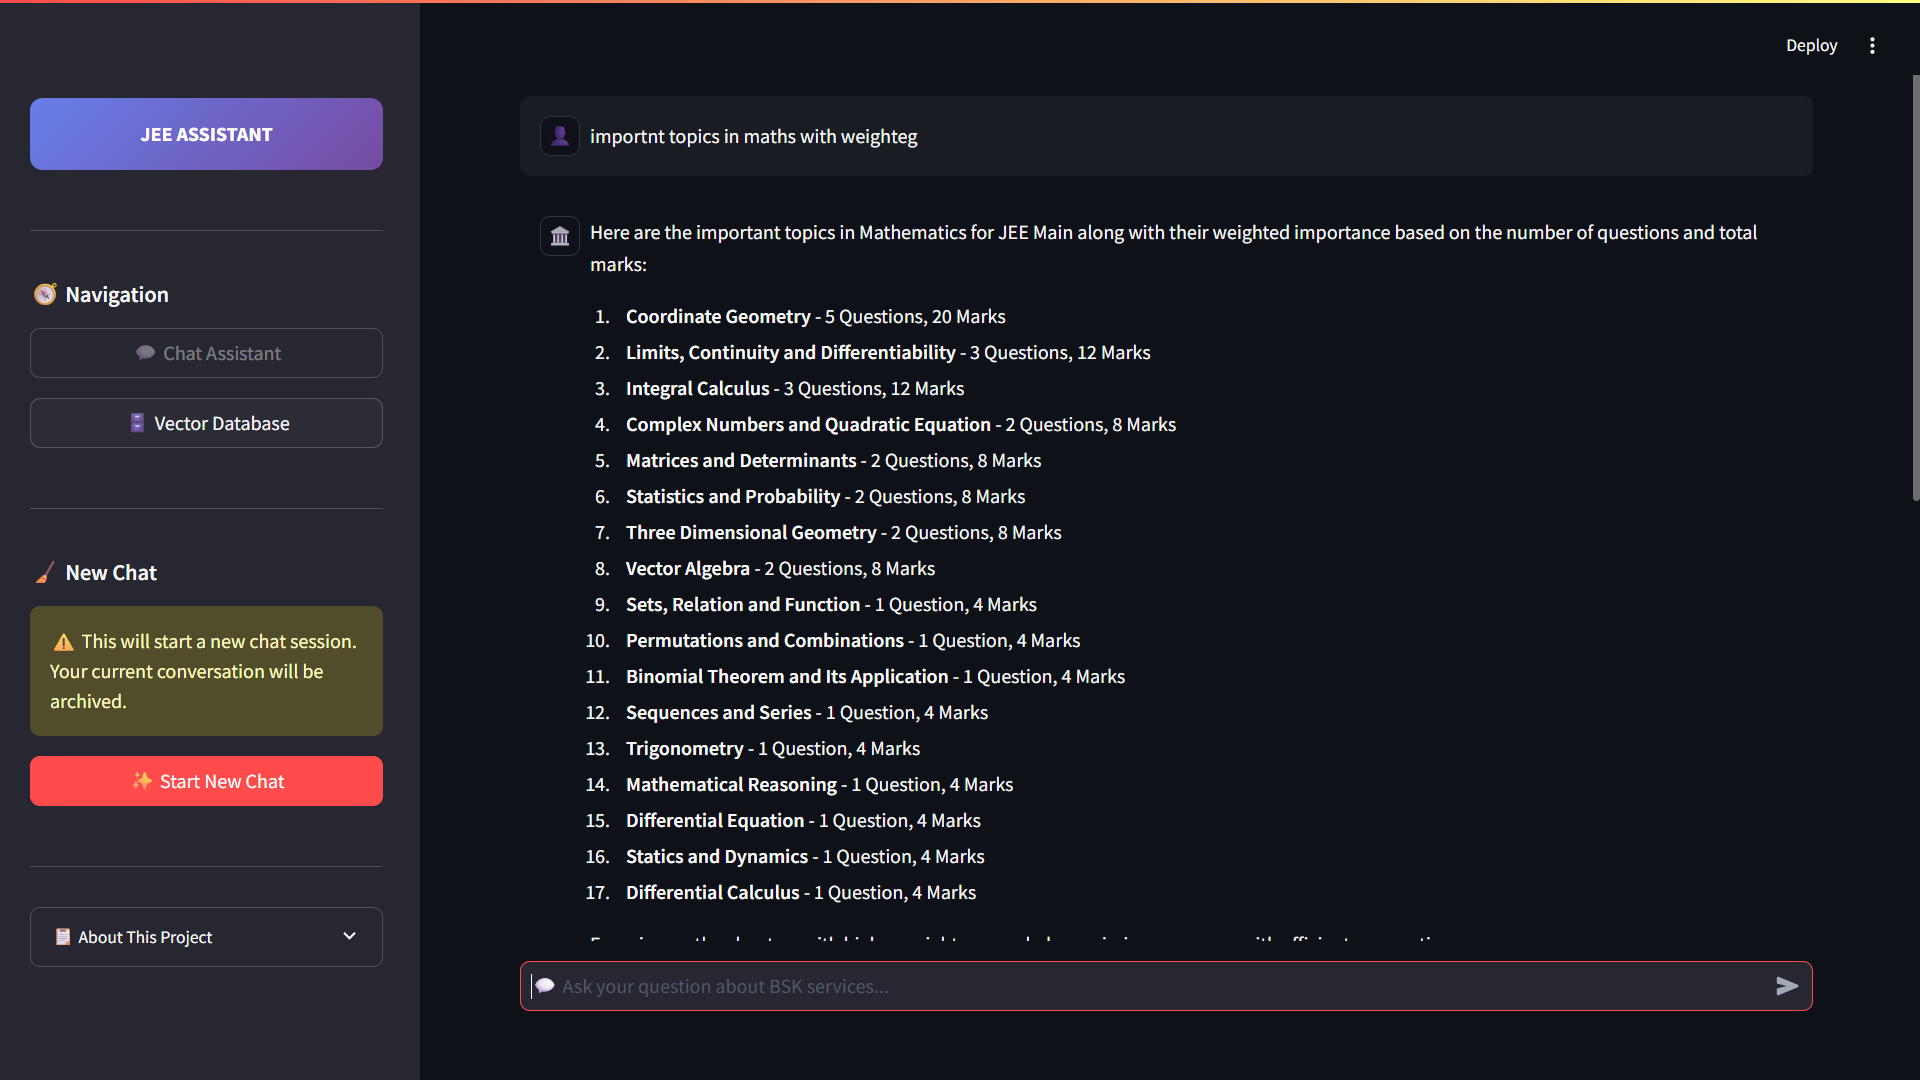 Deploy
JEE ASSISTANT
Navigation
Chat Assistant
Vector Database
New Chat
This will start a new chat session.
Your current conversation will be
archived.
Start New Chat
About This Project
importnt topics in maths with weighteg
Here are the important topics in Mathematics for JEE Main along with their weighted importance based on the number of questions and total
marks:
1. Coordinate Geometry - 5 Questions, 20 Marks
2. Limits, Continuity and Differentiability - 3 Questions, 12 Marks
3. Integral Calculus - 3 Questions, 12 Marks
4. Complex Numbers and Quadratic Equation - 2 Questions, 8 Marks
5. Matrices and Determinants - 2 Questions, 8 Marks
6. Statistics and Probability - 2 Questions, 8 Marks
7. Three Dimensional Geometry - 2 Questions, 8 Marks
8. Vector Algebra - 2 Questions, 8 Marks
9. Sets, Relation and Function - 1 Question, 4 Marks
10. Permutations and Combinations - 1 Question, 4 Marks
11. Binomial Theorem and Its Application - 1 Question, 4 Marks
12. Sequences and Series - 1 Question, 4 Marks
13. Trigonometry - 1 Question, 4 Marks
14. Mathematical Reasoning - 1 Question, 4 Marks
15. Differential Equation - 1 Question, 4 Marks
16. Statics and Dynamics - 1 Question, 4 Marks
17. Differential Calculus - 1 Question, 4 Marks
Ask your question about BSK services...